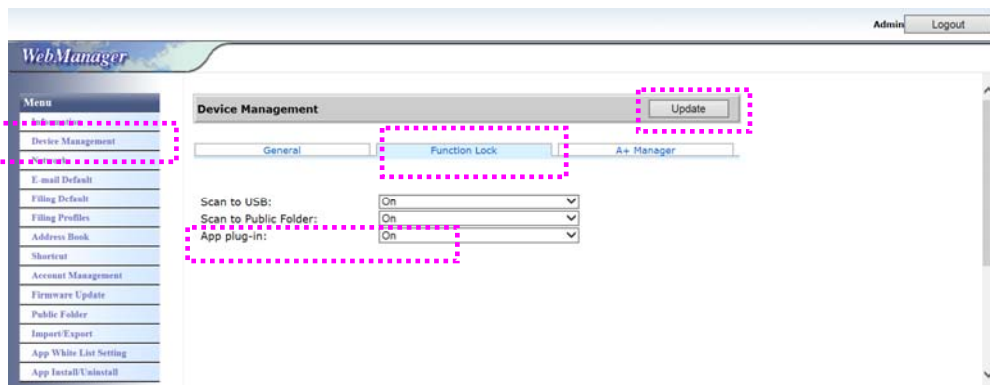 Admin Logout
WebManager
Menu
Information
Device Management
Network
E-mail Default
Filing Default
Filing Profiles
Address Book
Shortcut
Account Management
Firmware Update
Public Folder
Import/Export
App White List Setting
App Install/Uninstall
Device Management Update
General Function Lock A+ Manager
Scan to USB: On
Scan to Public Folder: On
App plug-in: On